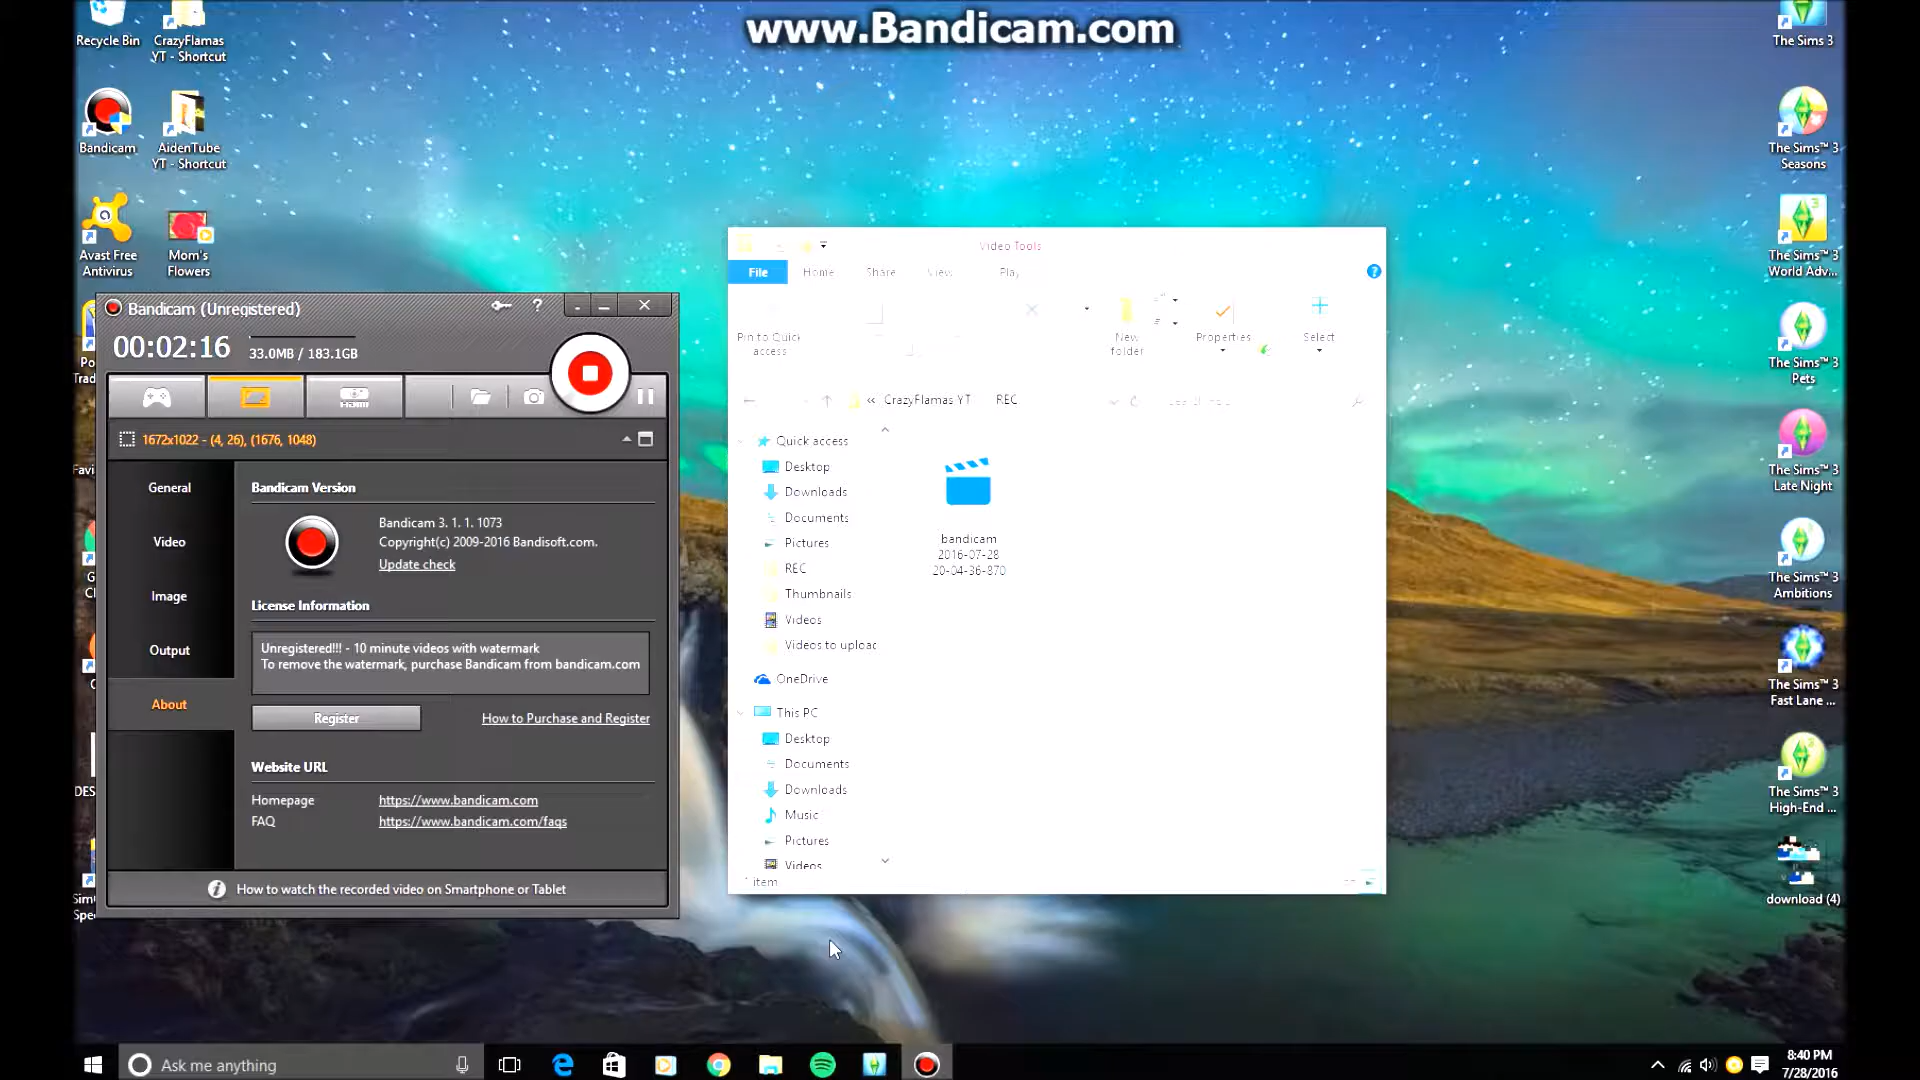 www.Bandicam.com
Recycle Bin
CrazyFlamas
YT - Shortcut
Bandicam
AidenTube
YT - Shortcut
Avast Free
Antivirus
Mom's
Flowers
Bandicam (Unregistered)
?
00:02:16
33.0MB / 183.1GB
1672x1022 - (4, 26), (1676, 1048)
General
Video
Image
Output
About
Bandicam Version
Bandicam 3. 1. 1. 1073
Copyright(c) 2009-2016 Bandisoft.com.
Update check
License Information
Unregistered!!! - 10 minute videos with watermark
To remove the watermark, purchase Bandicam from bandicam.com
Register
How to Purchase and Register
Website URL
Homepage
https://www.bandicam.com
FAQ
https://www.bandicam.com/faqs
How to watch the recorded video on Smartphone or Tablet
Video Tools
File
Home
Share
View
Play
Pin to Quick
access
New
folder
Properties
Select
« CrazyFlamas YT
REC
Quick access
Desktop
Downloads
Documents
Pictures
REC
Thumbnails
Videos
Videos to upload
OneDrive
This PC
Desktop
Documents
Downloads
Music
Pictures
Videos
item
bandicam
2016-07-28
20-04-36-870
The Sims 3
The Sims™ 3
Seasons
The Sims™ 3
World Adv...
The Sims™ 3
Pets
The Sims™ 3
Late Night
The Sims™ 3
Ambitions
The Sims™ 3
Fast Lane ...
The Sims™ 3
High-End ...
download (4)
Ask me anything
8:40 PM
7/28/2016